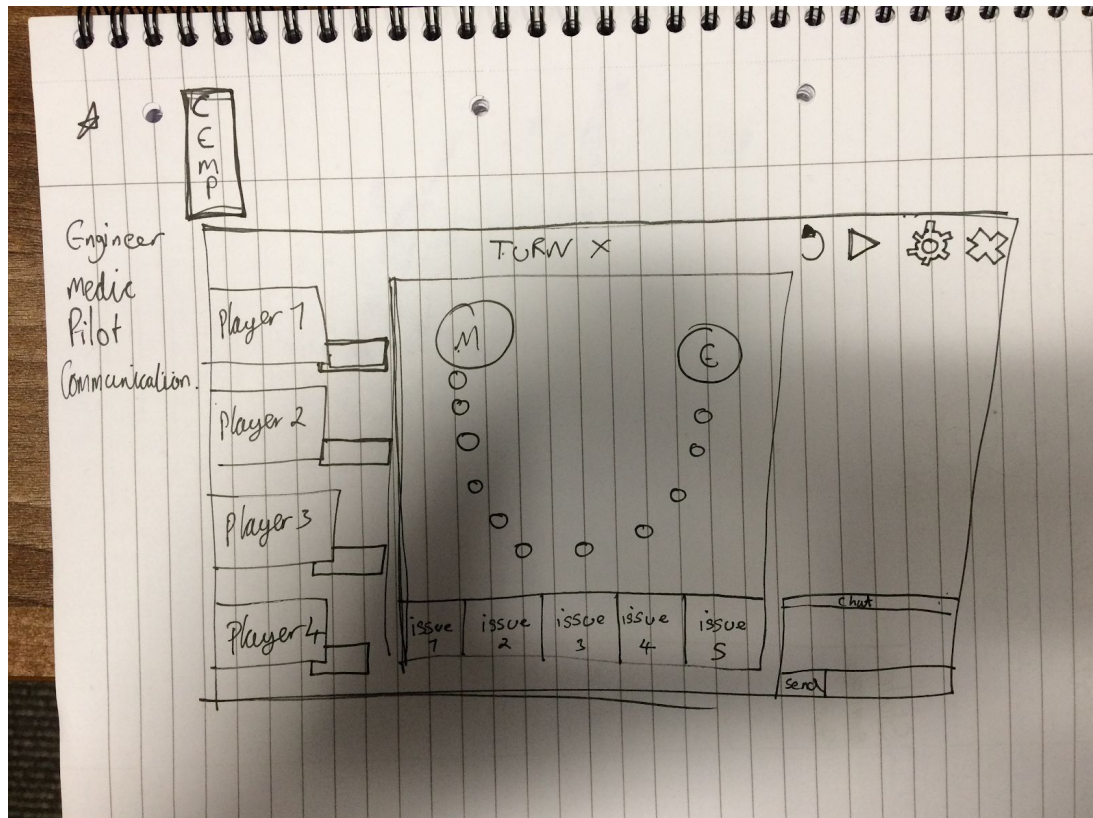 C
E
M
P
Engineer
Medic
Pilot
Communication.
TURN X
Player 1
Player 2
Player 3
Player 4
M
E
issue
1
issue
2
issue
3
issue
4
issue
5
Chat
Send